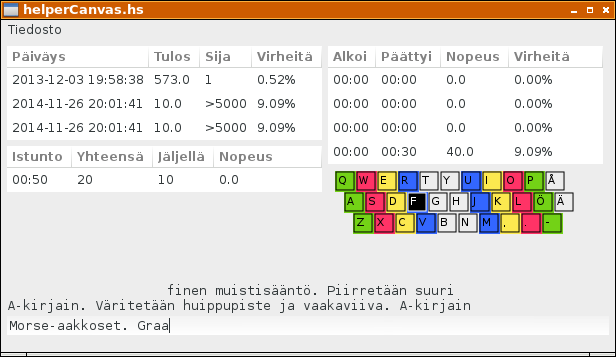 helperCanvas.hs
Tiedosto
Päiväys Tulos Sija Virheitä
2013-12-03 19:58:38 573.0 1 0.52%
2014-11-26 20:01:41 10.0 >5000 9.09%
2014-11-26 20:01:41 10.0 >5000 9.09%
Istunto Yhteensä Jäljellä Nopeus
00:50 20 10 0.0
Alkoi Päättyi Nopeus Virheitä
00:00 00:00 0.0 0.00%
00:00 00:00 0.0 0.00%
00:00 00:00 0.0 0.00%
00:00 00:30 40.0 9.09%
Q W E R T Y U I O P Å
A S D F G H J K L Ö Ä
Z X C V B N M , . -
finen muistisääntö. Piirretään suuri
A-kirjain. Väritetään huippupiste ja vaakaviiva. A-kirjain
Morse-aakkoset. Graa